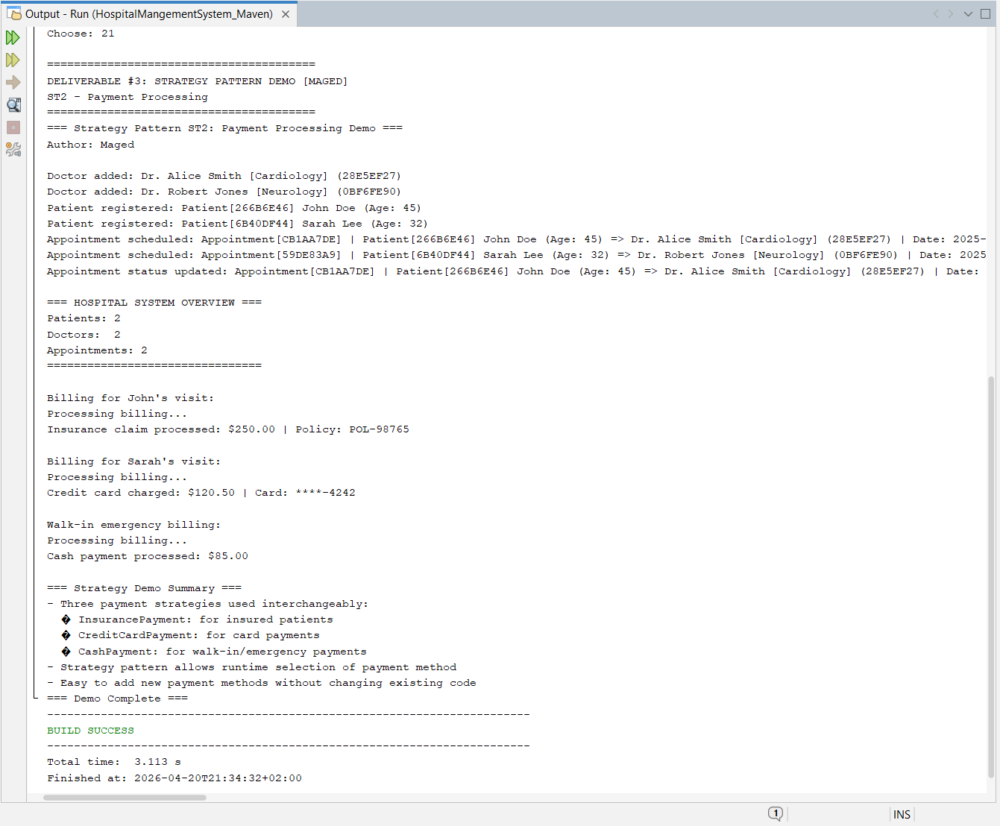 Output - Run (HospitalMangementSystem_Maven)
Choose: 21
========================================
DELIVERABLE #3: STRATEGY PATTERN DEMO [MAGED]
ST2 - Payment Processing
========================================
=== Strategy Pattern ST2: Payment Processing Demo ===
Author: Maged
Doctor added: Dr. Alice Smith [Cardiology] (28E5EF27)
Doctor added: Dr. Robert Jones [Neurology] (0BF6FE90)
Patient registered: Patient[266B6E46] John Doe (Age: 45)
Patient registered: Patient[6B40DF44] Sarah Lee (Age: 32)
Appointment scheduled: Appointment[CB1AA7DE] | Patient[266B6E46] John Doe (Age: 45) => Dr. Alice Smith [Cardiology] (28E5EF27) | Date: 2025-
Appointment scheduled: Appointment[59DE83A9] | Patient[6B40DF44] Sarah Lee (Age: 32) => Dr. Robert Jones [Neurology] (0BF6FE90) | Date: 2025
Appointment status updated: Appointment[CB1AA7DE] | Patient[266B6E46] John Doe (Age: 45) => Dr. Alice Smith [Cardiology] (28E5EF27) | Date:
=== HOSPITAL SYSTEM OVERVIEW ===
Patients: 2
Doctors:  2
Appointments: 2
================================
Billing for John's visit:
Processing billing...
Insurance claim processed: $250.00 | Policy: POL-98765
Billing for Sarah's visit:
Processing billing...
Credit card charged: $120.50 | Card: ****-4242
Walk-in emergency billing:
Processing billing...
Cash payment processed: $85.00
=== Strategy Demo Summary ===
- Three payment strategies used interchangeably:
� InsurancePayment: for insured patients
� CreditCardPayment: for card payments
� CashPayment: for walk-in/emergency payments
- Strategy pattern allows runtime selection of payment method
- Easy to add new payment methods without changing existing code
=== Demo Complete ===
------------------------------------------------------------------------
BUILD SUCCESS
------------------------------------------------------------------------
Total time:  3.113 s
Finished at: 2026-04-20T21:34:32+02:00
1
INS